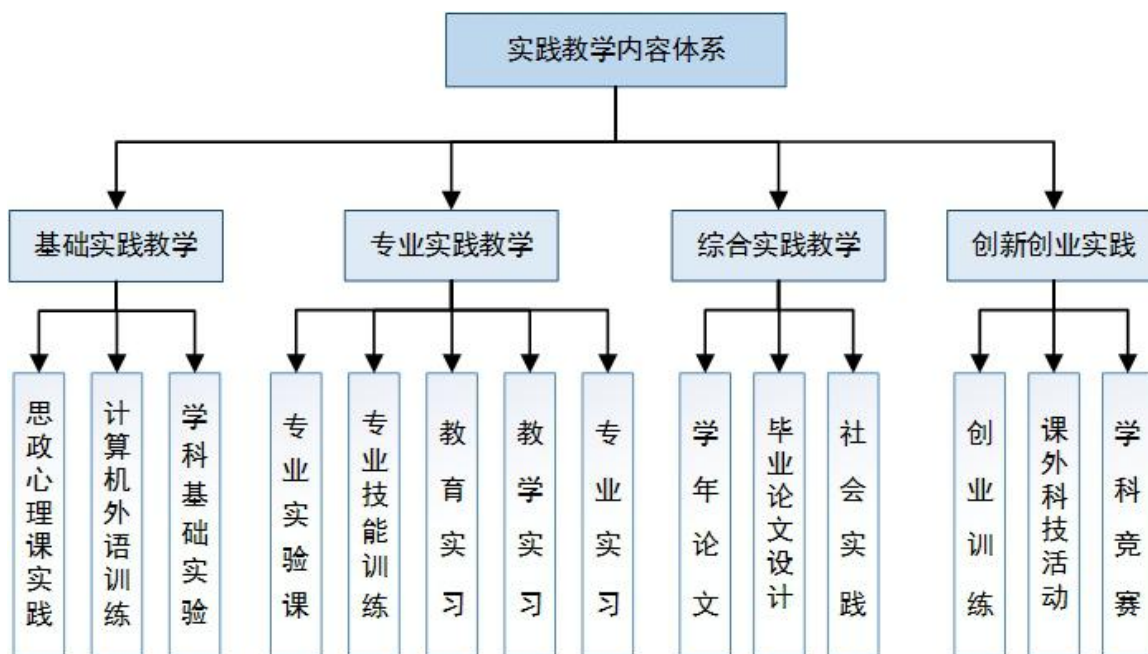 实践教学内容体系
基础实践教学
专业实践教学
综合实践教学
创新创业实践
思政心理课实践
计算机外语训练
学科基础实验
专业实验课
专业技能训练
教育实习
教学实习
专业实习
学年论文
毕业论文设计
社会实践
创业训练
课外科技活动
学科竞赛